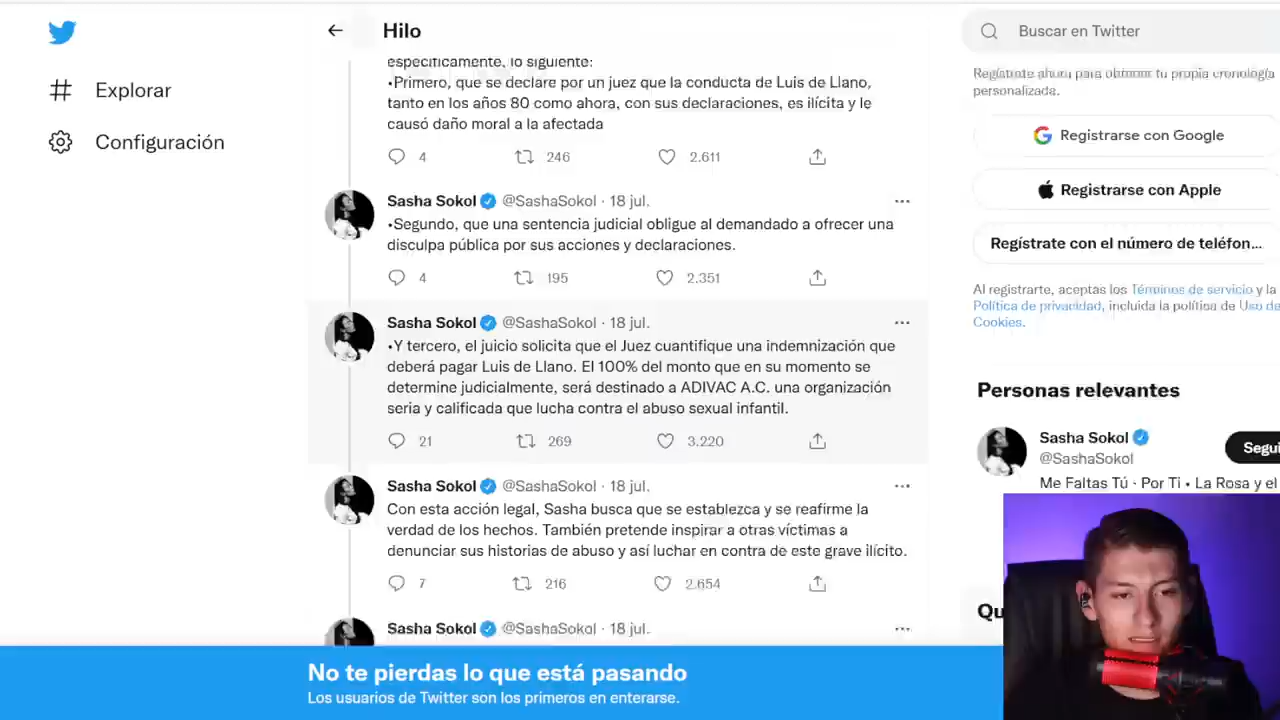 Hilo
Buscar en Twitter
Explorar
Configuración
específicamente, lo siguiente:
•Primero, que se declare por un juez que la conducta de Luis de Llano,
tanto en los años 80 como ahora, con sus declaraciones, es ilícita y le
causó daño moral a la afectada
4 246 2.611
Sasha Sokol @SashaSokol · 18 jul.
•Segundo, que una sentencia judicial obligue al demandado a ofrecer una
disculpa pública por sus acciones y declaraciones.
4 195 2.351
Sasha Sokol @SashaSokol · 18 jul.
•Y tercero, el juicio solicita que el Juez cuantifique una indemnización que
deberá pagar Luis de Llano. El 100% del monto que en su momento se
determine judicialmente, será destinado a ADIVAC A.C. una organización
seria y calificada que lucha contra el abuso sexual infantil.
21 269 3.220
Sasha Sokol @SashaSokol · 18 jul.
Con esta acción legal, Sasha busca que se establezca y se reafirme la
verdad de los hechos. También pretende inspirar a otras víctimas a
denunciar sus historias de abuso y así luchar en contra de este grave ilícito.
7 216 2.654
Sasha Sokol @SashaSokol · 18 jul.
Regístrate ahora para obtener tu propia cronología
personalizada.
Registrarse con Google
Registrarse con Apple
Regístrate con el número de teléfon...
Al registrarte, aceptas los Términos de servicio y la
Política de privacidad, incluida la política de Uso de
Cookies.
Personas relevantes
Sasha Sokol
@SashaSokol
Segui
Me Faltas Tú · Por Ti • La Rosa y el
Qu
No te pierdas lo que está pasando
Los usuarios de Twitter son los primeros en enterarse.